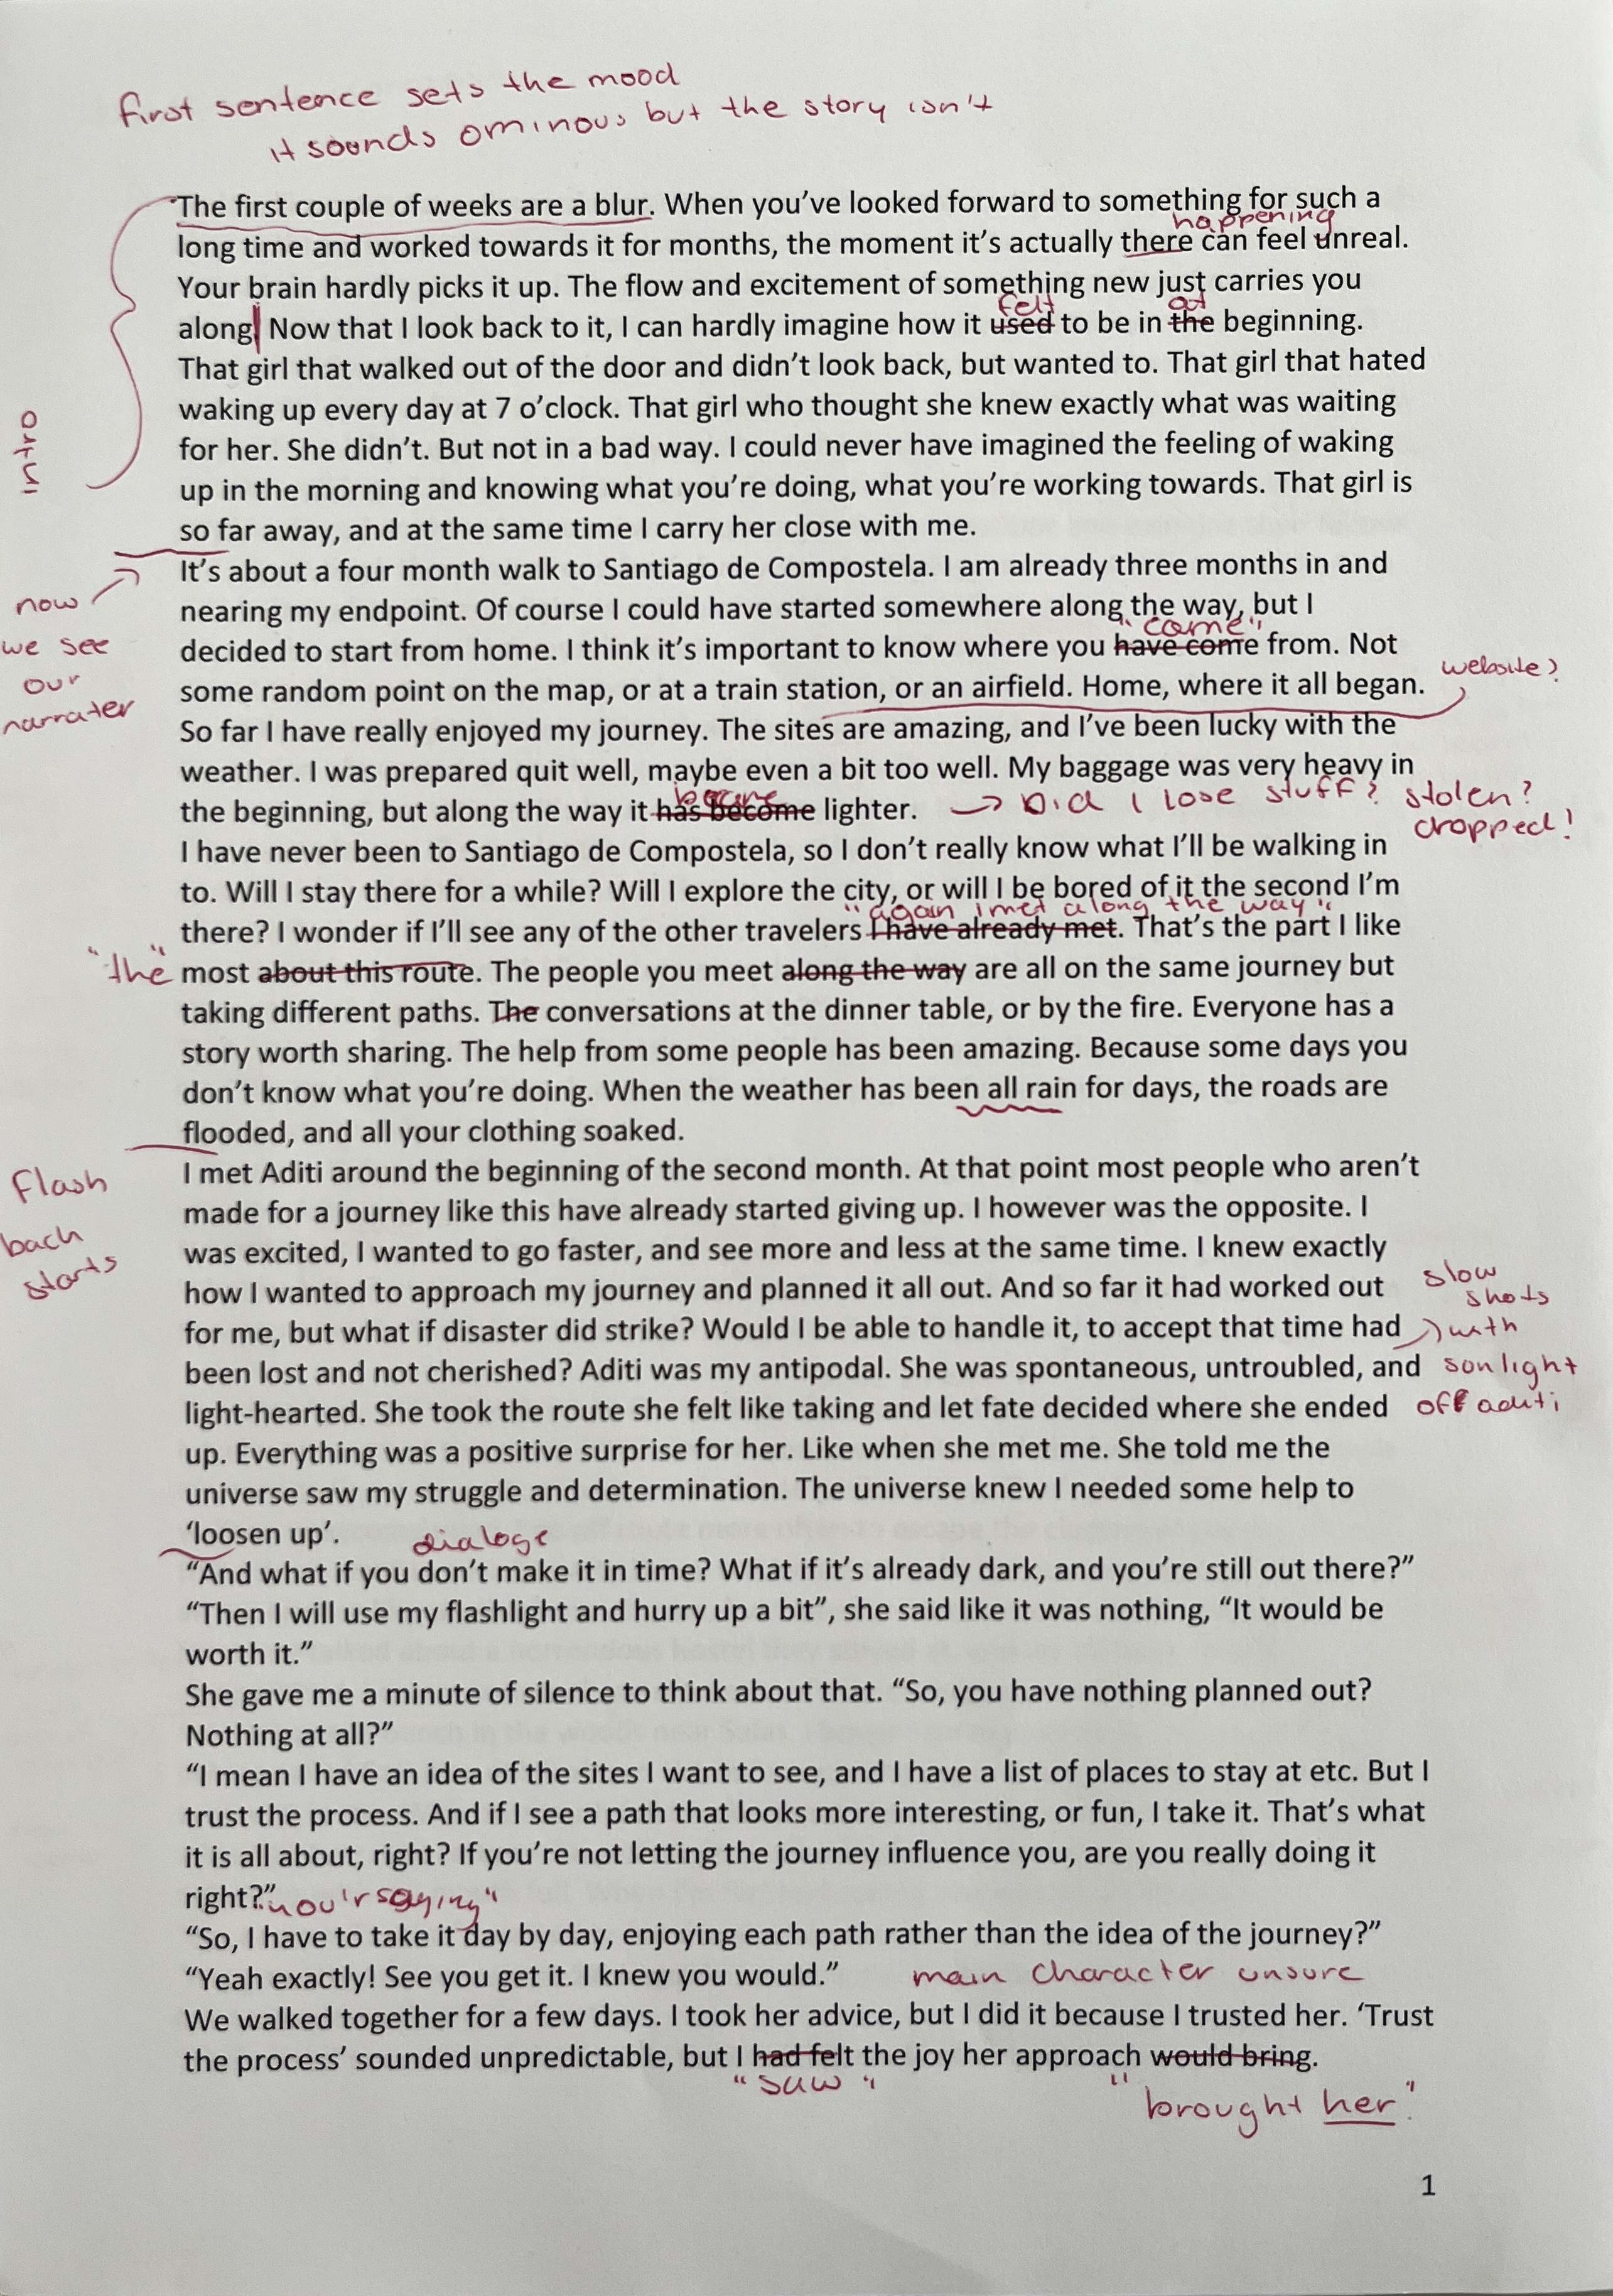 first sentence sets the mood
it sounds ominous but the story isn't
The first couple of weeks are a blur. When you've looked forward to something for such a
happening
long time and worked towards it for months, the moment it's actually there can feel unreal.
Your brain hardly picks it up. The flow and excitement of something new just carries you
felt at
along. Now that I look back to it, I can hardly imagine how it used to be in the beginning.
That girl that walked out of the door and didn't look back, but wanted to. That girl that hated
waking up every day at 7 o'clock. That girl who thought she knew exactly what was waiting
intro
for her. She didn't. But not in a bad way. I could never have imagined the feeling of waking
up in the morning and knowing what you're doing, what you're working towards. That girl is
so far away, and at the same time I carry her close with me.
It's about a four month walk to Santiago de Compostela. I am already three months in and
now
we see
our
narrater
nearing my endpoint. Of course I could have started somewhere along the way, but I
"came"
decided to start from home. I think it's important to know where you have come from. Not
website?
some random point on the map, or at a train station, or an airfield. Home, where it all began.
So far I have really enjoyed my journey. The sites are amazing, and I've been lucky with the
weather. I was prepared quit well, maybe even a bit too well. My baggage was very heavy in
became
the beginning, but along the way it has become lighter.
Did I lose stuff? stolen?
dropped!
I have never been to Santiago de Compostela, so I don't really know what I'll be walking in
to. Will I stay there for a while? Will I explore the city, or will I be bored of it the second I'm
"again i met along the way"
there? I wonder if I'll see any of the other travelers I have already met. That's the part I like
"the"
most about this route. The people you meet along the way are all on the same journey but
taking different paths. The conversations at the dinner table, or by the fire. Everyone has a
story worth sharing. The help from some people has been amazing. Because some days you
don't know what you're doing. When the weather has been all rain for days, the roads are
flooded, and all your clothing soaked.
Flash
bach
starts
I met Aditi around the beginning of the second month. At that point most people who aren't
made for a journey like this have already started giving up. I however was the opposite. I
was excited, I wanted to go faster, and see more and less at the same time. I knew exactly
how I wanted to approach my journey and planned it all out. And so far it had worked out
slow
shots
with
sonlight
off aditi
for me, but what if disaster did strike? Would I be able to handle it, to accept that time had
been lost and not cherished? Aditi was my antipodal. She was spontaneous, untroubled, and
light-hearted. She took the route she felt like taking and let fate decided where she ended
up. Everything was a positive surprise for her. Like when she met me. She told me the
universe saw my struggle and determination. The universe knew I needed some help to
'loosen up'.
dialoge
"And what if you don't make it in time? What if it's already dark, and you're still out there?"
"Then I will use my flashlight and hurry up a bit", she said like it was nothing, "It would be
worth it."
She gave me a minute of silence to think about that. "So, you have nothing planned out?
Nothing at all?"
"I mean I have an idea of the sites I want to see, and I have a list of places to stay at etc. But I
trust the process. And if I see a path that looks more interesting, or fun, I take it. That's what
it is all about, right? If you're not letting the journey influence you, are you really doing it
right?"
"you'r saying"
"So, I have to take it day by day, enjoying each path rather than the idea of the journey?"
"Yeah exactly! See you get it. I knew you would."
main character unsure
We walked together for a few days. I took her advice, but I did it because I trusted her. 'Trust
the process' sounded unpredictable, but I had felt the joy her approach would bring.
"saw"
"brought her"
1